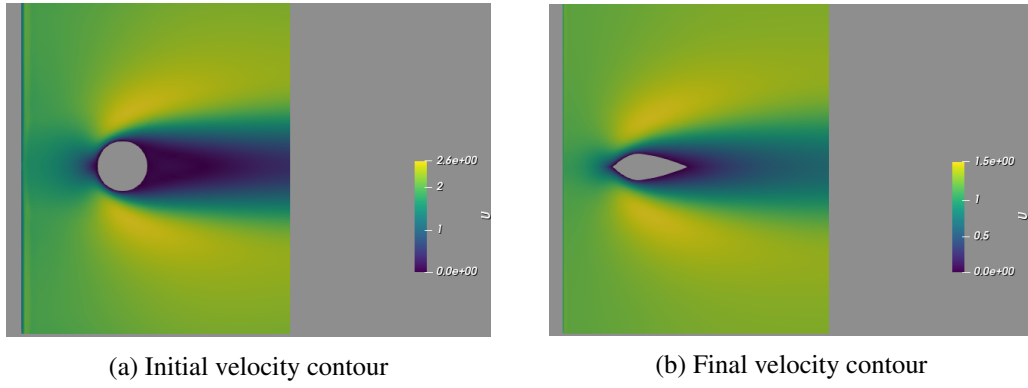 2.6e+00
2
1
0.0e+00
U
1.5e+00
1
0.5
0.0e+00
U
(a) Initial velocity contour
(b) Final velocity contour